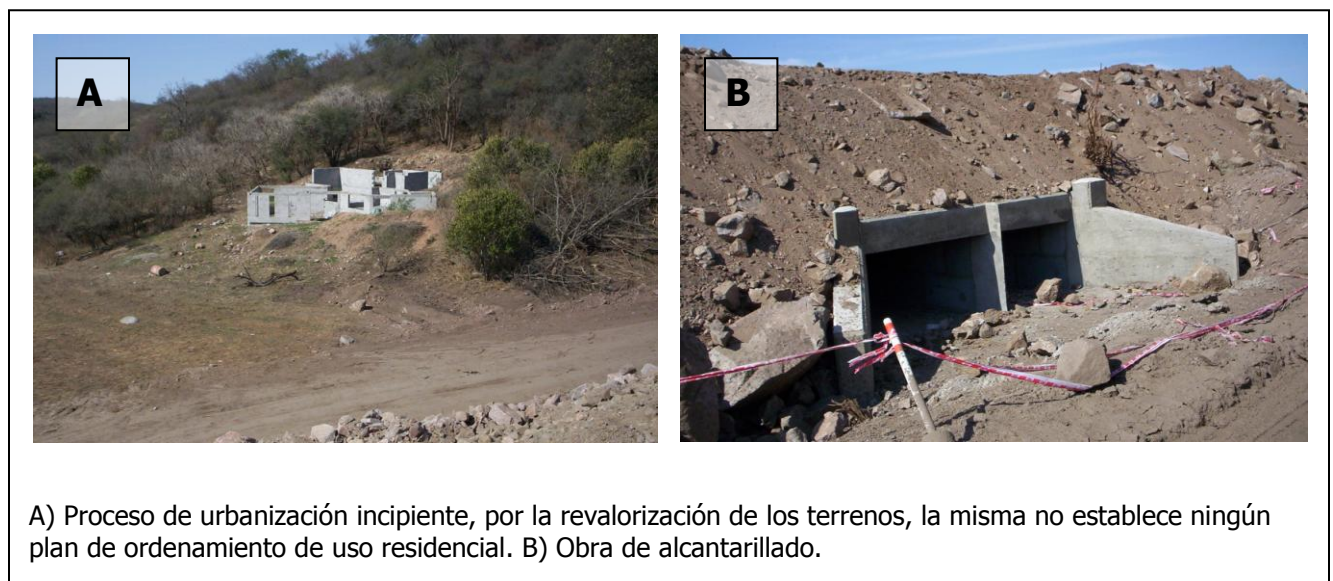 A
B
A) Proceso de urbanización incipiente, por la revalorización de los terrenos, la misma no establece ningún
plan de ordenamiento de uso residencial. B) Obra de alcantarillado.